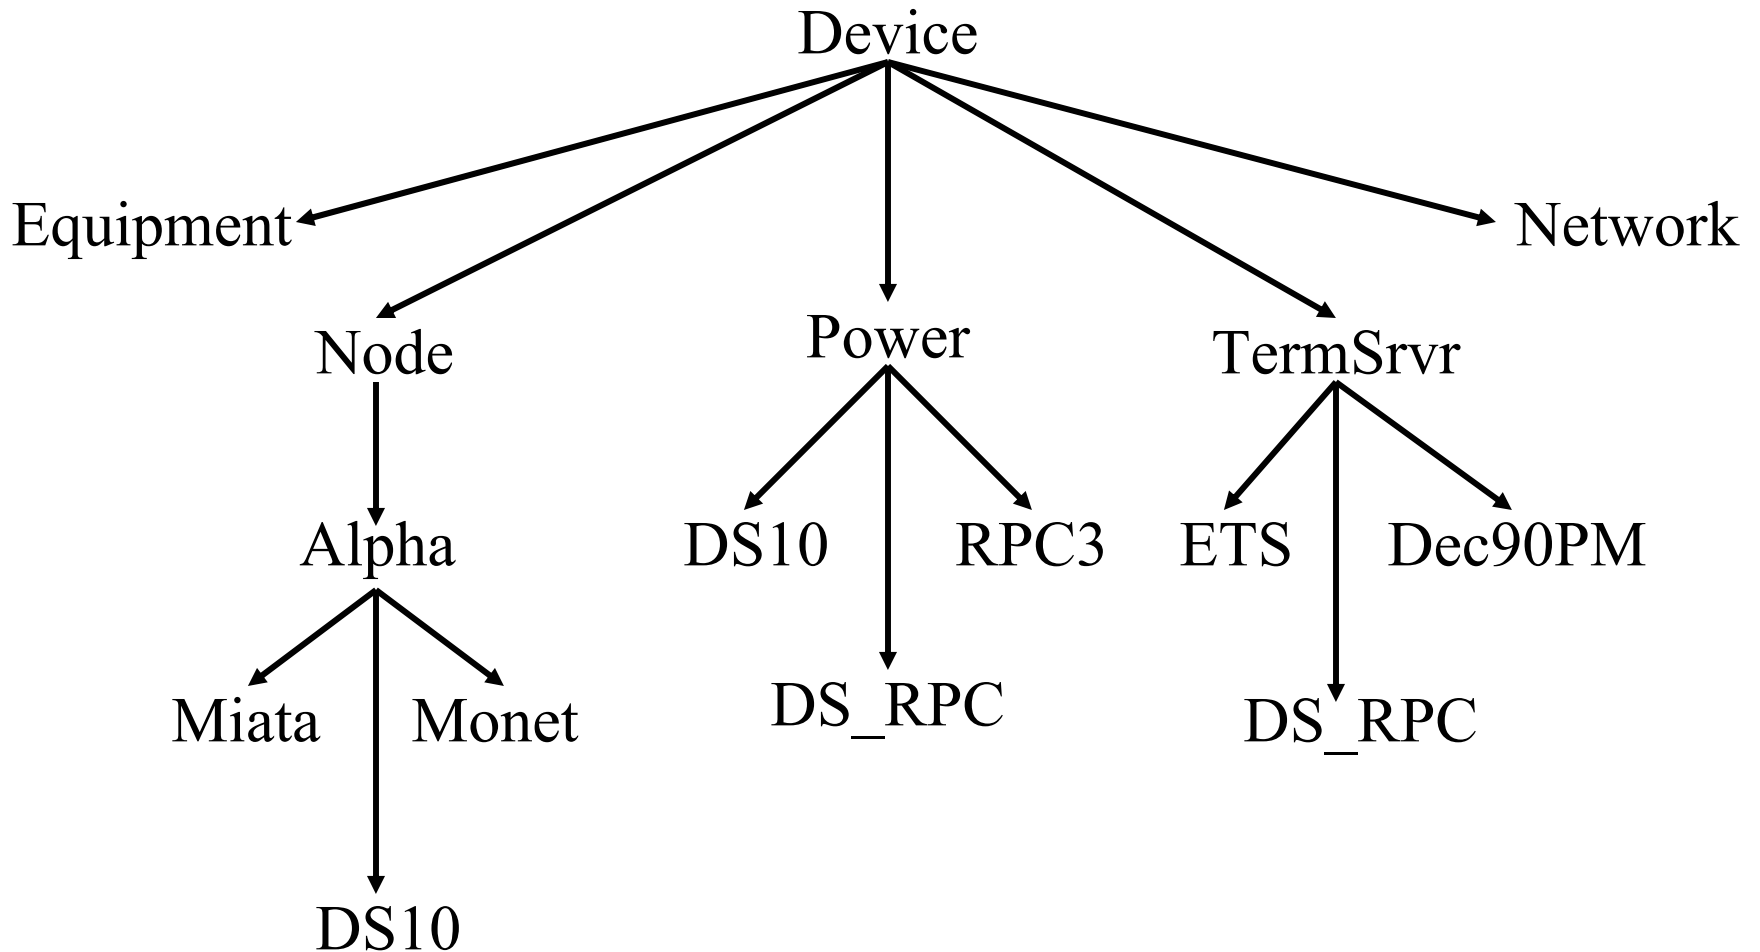 Device
Equipment
Network
Node
Power
TermSrvr
Alpha
DS10
RPC3
ETS
Dec90PM
Miata
Monet
DS_RPC
DS_RPC
DS10